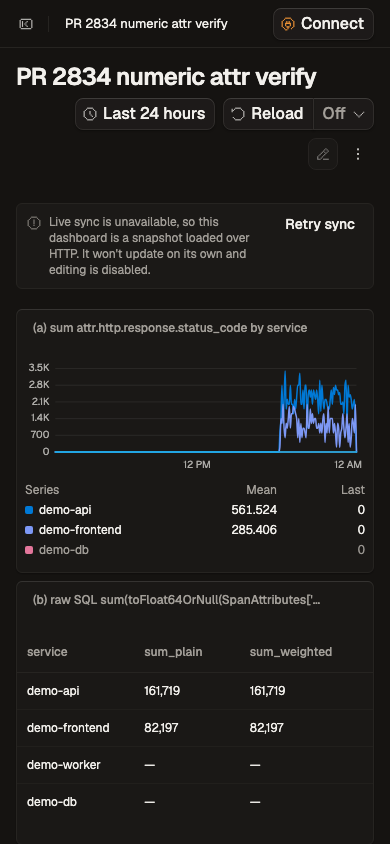 PR 2834 numeric attr verify
Connect
PR 2834 numeric attr verify
Last 24 hours
Reload
Off
Live sync is unavailable, so this
dashboard is a snapshot loaded over
HTTP. It won't update on its own and
editing is disabled.
Retry sync
(a) sum attr.http.response.status_code by service
3.5K
2.8K
2.1K
1.4K
700
0
12 PM
12 AM
Series Mean Last
demo-api 561.524 0
demo-frontend 285.406 0
demo-db 0
(b) raw SQL sum(toFloat64OrNull(SpanAttributes['...
service sum_plain sum_weighted
demo-api 161,719 161,719
demo-frontend 82,197 82,197
demo-worker — —
demo-db — —